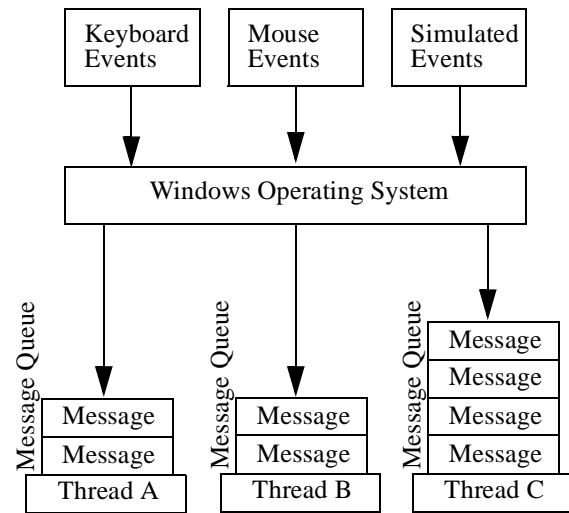 Keyboard
Events
Mouse
Events
Simulated
Events
Windows Operating System
Message Queue
Message
Message
Thread A
Message Queue
Message
Message
Thread B
Message Queue
Message
Message
Message
Message
Thread C